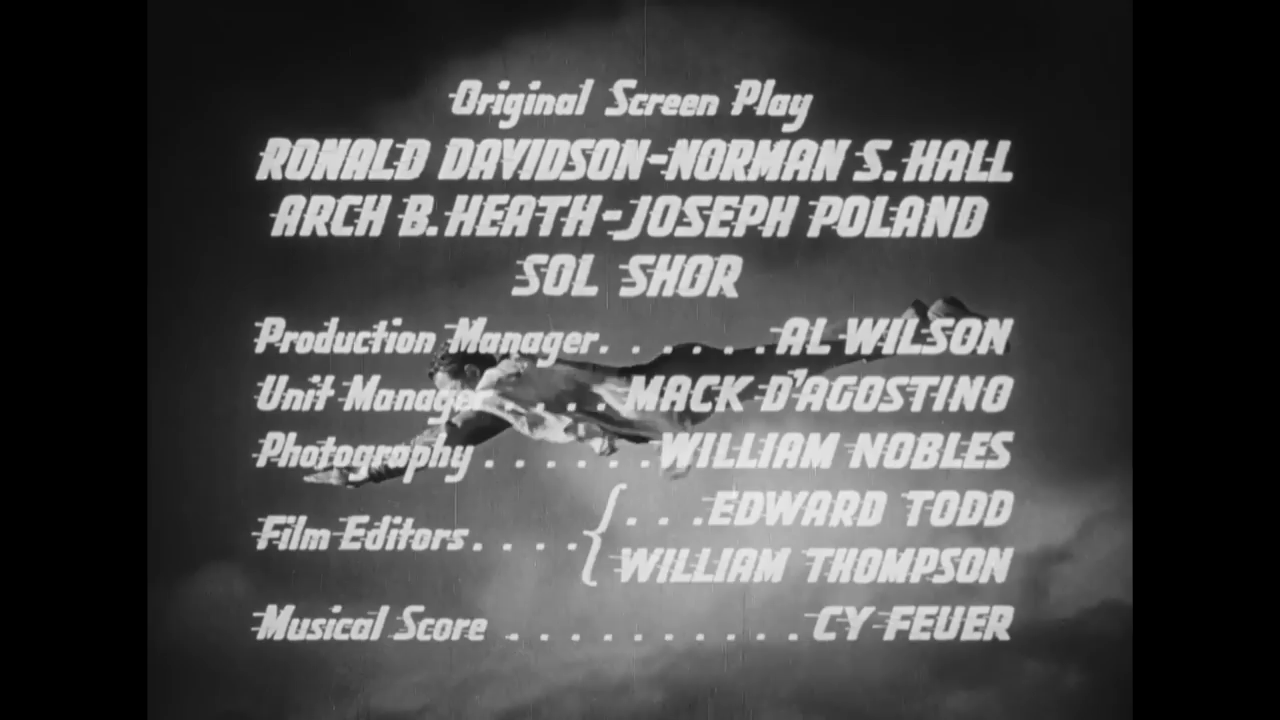 Original Screen Play
RONALD DAVIDSON-NORMAN S. HALL
ARCH B. HEATH-JOSEPH POLAND
SOL SHOR
Production Manager. . . . . . . AL WILSON
Unit Manager . . . . . MACK D'AGOSTINO
Photography . . . . . . . WILLIAM NOBLES
Film Editors. . . . { . . . EDWARD TODD
WILLIAM THOMPSON
Musical Score . . . . . . . . . . . CY FEUER